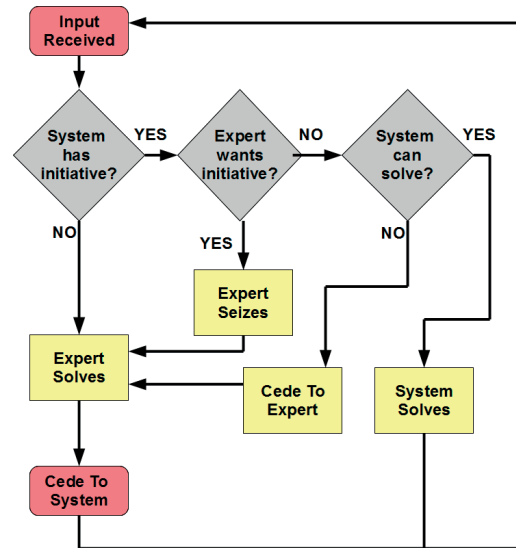 Input
Received
System
has
initiative?
YES
Expert
wants
initiative?
NO
System
can
solve?
YES
NO
YES
NO
Expert
Seizes
Expert
Solves
Cede To
Expert
System
Solves
Cede To
System